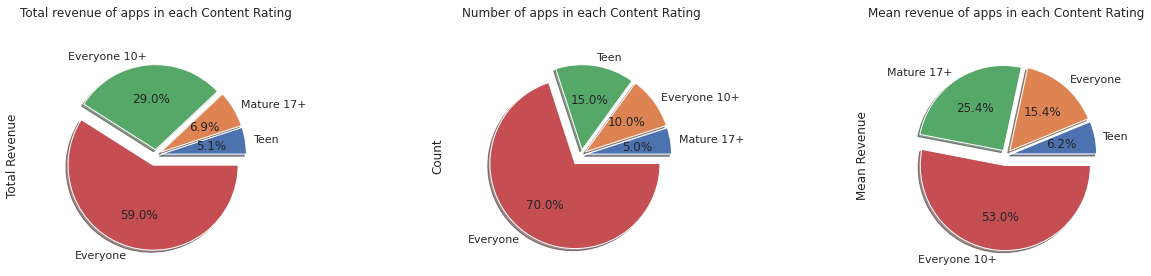 Total revenue of apps in each Content Rating
Everyone 10+
29.0%
6.9%
Mature 17+
5.1%
Teen
Total Revenue
59.0%
Everyone
Number of apps in each Content Rating
Teen
15.0%
Everyone 10+
10.0%
Mature 17+
5.0%
Count
70.0%
Everyone
Mean revenue of apps in each Content Rating
Mature 17+
25.4%
Everyone
15.4%
Teen
6.2%
Mean Revenue
53.0%
Everyone 10+